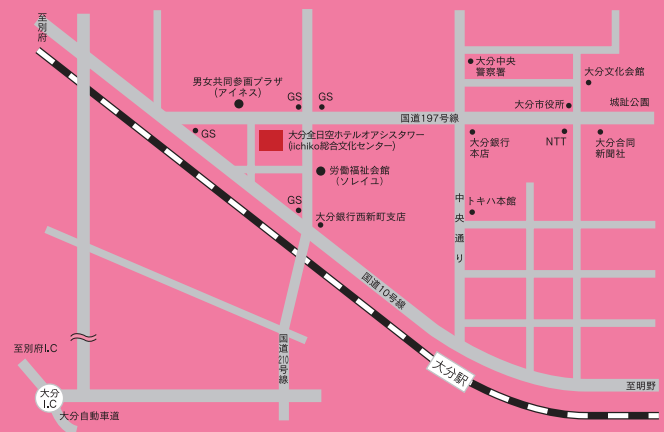 至別府
男女共同参画プラザ
(アイネス)
GS
GS
GS
大分全日空ホテルオアシスタワー
(iichiko総合文化センター)
国道197号線
大分中央
警察署
大分文化会館
大分市役所
城趾公園
大分銀行
本店
NTT
大分合同
新聞社
労働福祉会館
(ソレイユ)
GS
大分銀行西新町支店
トキハ本館
中央通り
国道10号線
国道210号線
至別府I.C
大分
I.C
大分自動車道
大分駅
至明野